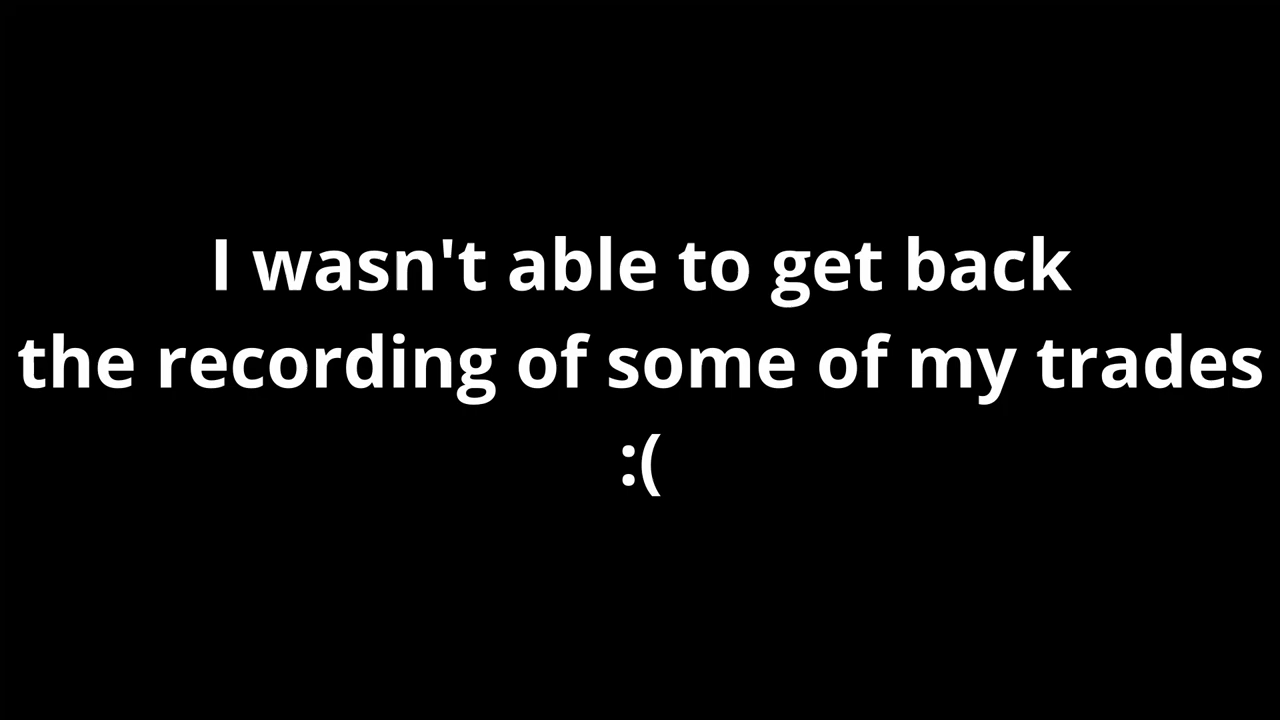 I wasn't able to get back
the recording of some of my trades
:(